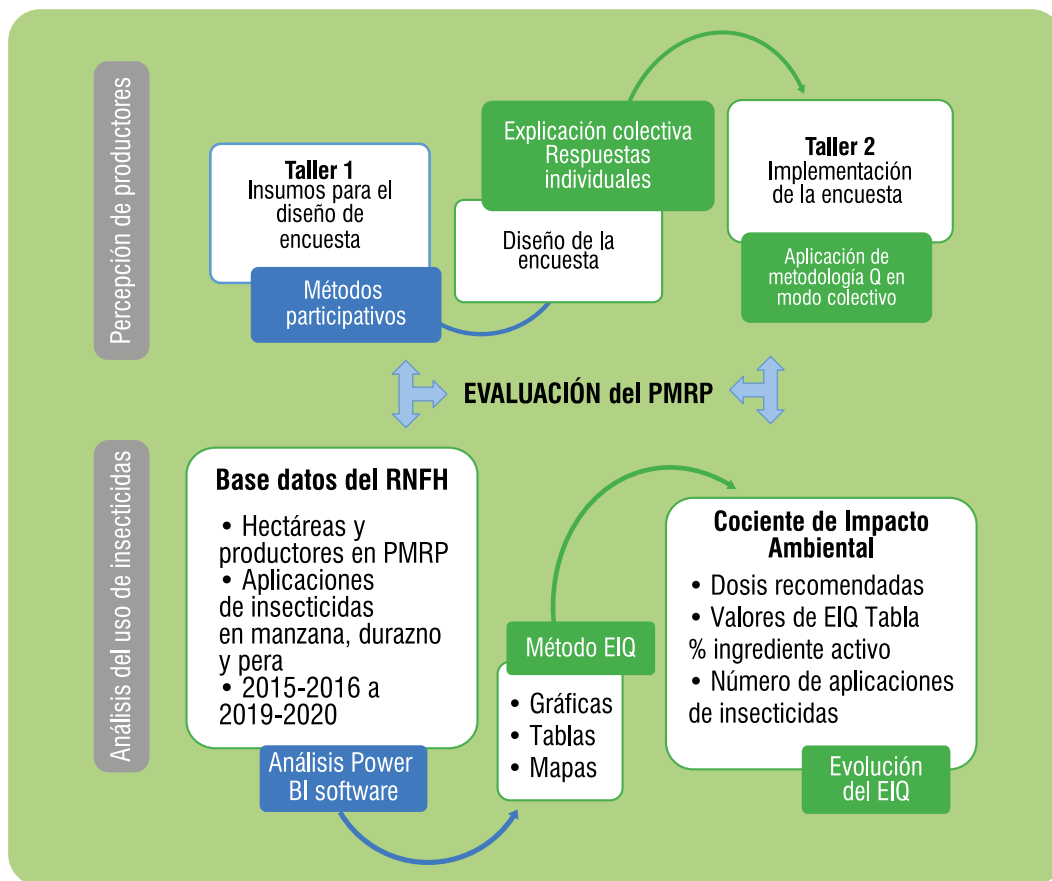 Percepción de productores
Taller 1
Insumos para el
diseño de
encuesta
Métodos
participativos
Explicación colectiva
Respuestas
individuales
Diseño de la
encuesta
Taller 2
Implementación
de la encuesta
Aplicación de
metodología Q en
modo colectivo
EVALUACIÓN del PMRP
Análisis del uso de insecticidas
Base datos del RNFH
• Hectáreas y
productores en PMRP
• Aplicaciones
de insecticidas
en manzana, durazno
y pera
• 2015-2016 a
2019-2020
Análisis Power
BI software
Método EIQ
• Gráficas
• Tablas
• Mapas
Cociente de Impacto
Ambiental
• Dosis recomendadas
• Valores de EIQ Tabla
% ingrediente activo
• Número de aplicaciones
de insecticidas
Evolución
del EIQ